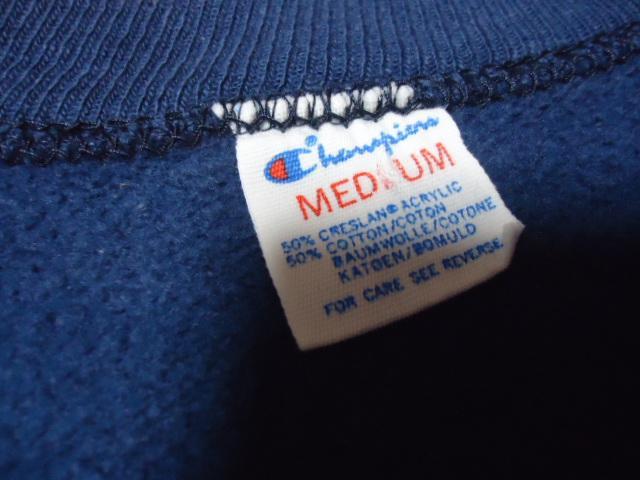 Champion
MEDIUM
50% CRESLAN® ACRYLIC
50% COTTON/COTON
BAUMWOLLE/COTONE
KATOEN/BOMULD
FOR CARE SEE REVERSE